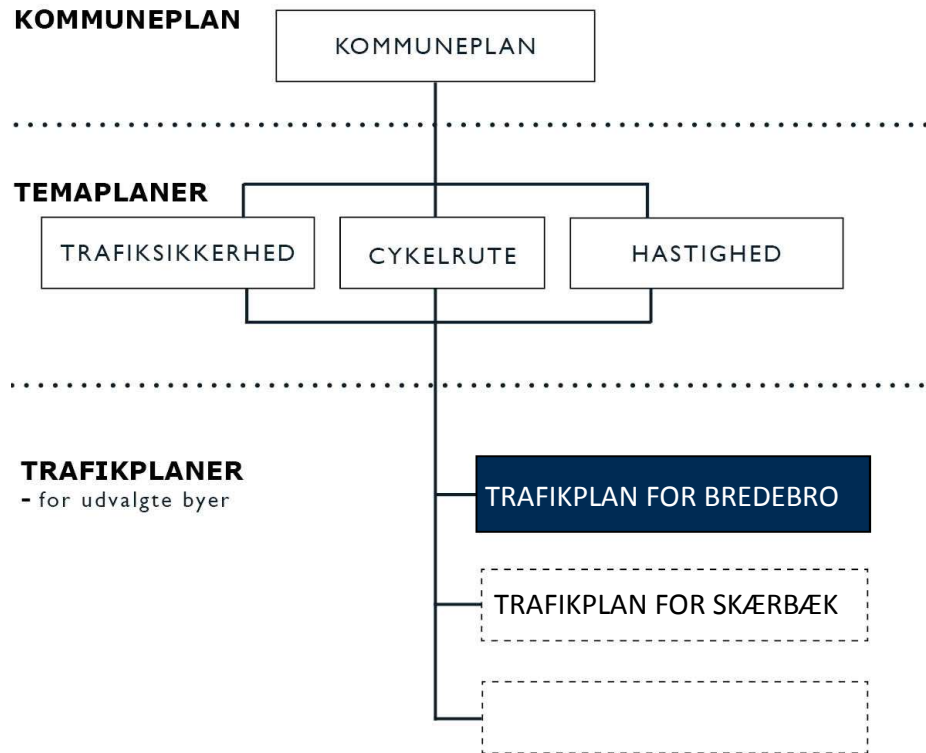 KOMMUNEPLAN
KOMMUNEPLAN
TEMAPLANER
TRAFIKSIKKERHED
CYKELRUTE
HASTIGHED
TRAFIKPLANER
- for udvalgte byer
TRAFIKPLAN FOR BREDEBRO
TRAFIKPLAN FOR SKÆRBÆK